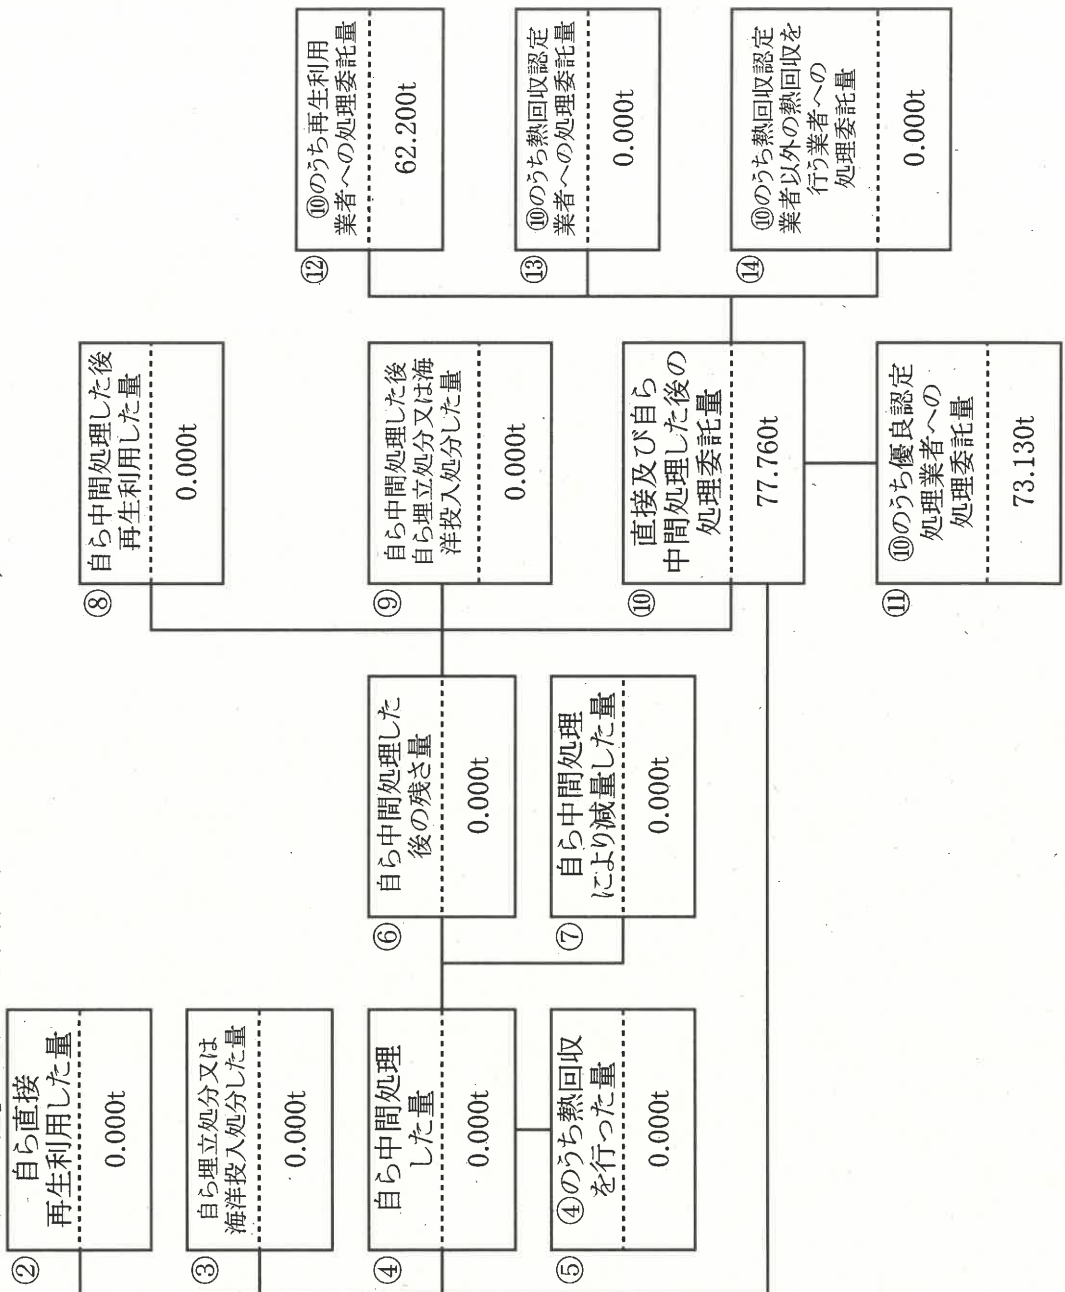 ②
自ら直接
再生利用した量
0.000t
③
自ら埋立処分又は
海洋投入処分した量
0.000t
④
自ら中間処理
した量
0.000t
⑤
④のうち熱回収
を行った量
0.000t
⑥
自ら中間処理した
後の残さ量
0.000t
⑦
自ら中間処理
により減量した量
0.000t
⑧
自ら中間処理した後
再生利用した量
0.000t
⑨
自ら中間処理した後
自ら埋立処分又は海
洋投入処分した量
0.000t
⑩
直接及び自ら
中間処理した後の
処理委託量
77.760t
⑪
⑩のうち優良認定
処理業者への
処理委託量
73.130t
⑫
⑩のうち再生利用
業者への処理委託量
62.200t
⑬
⑩のうち熱回収認定
業者への処理委託量
0.000t
⑭
⑩のうち熱回収認定
業者以外の熱回収を
行う業者への
処理委託量
0.000t